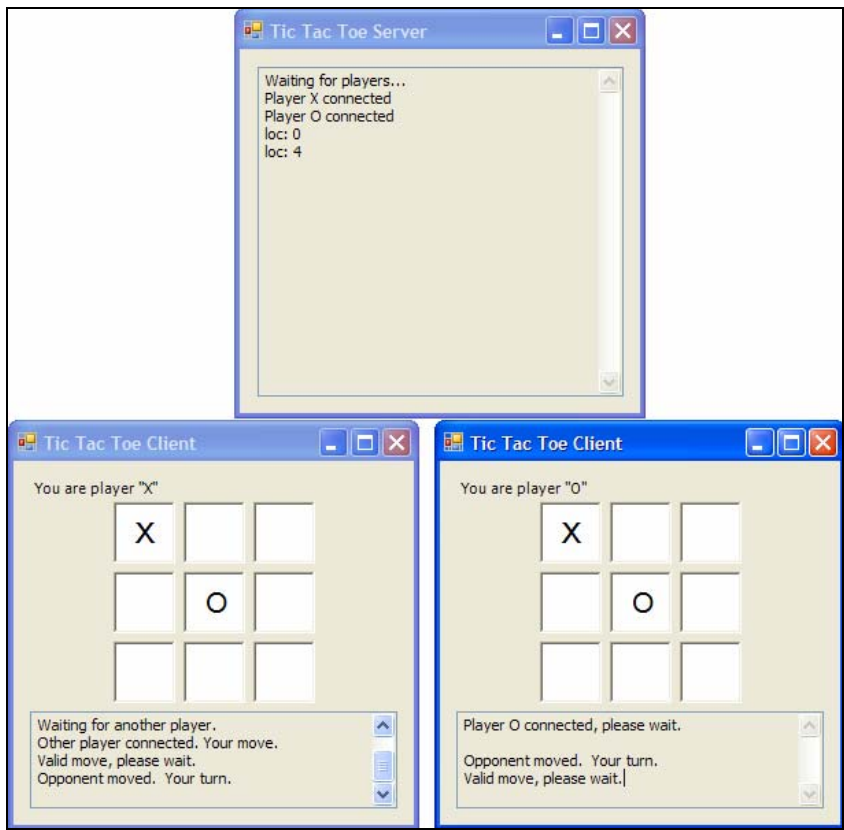 Tic Tac Toe Server
Waiting for players...
Player X connected
Player O connected
loc: 0
loc: 4
Tic Tac Toe Client
You are player "X"
X
O
Waiting for another player.
Other player connected. Your move.
Valid move, please wait.
Opponent moved.  Your turn.
Tic Tac Toe Client
You are player "O"
X
O
Player O connected, please wait.
Opponent moved.  Your turn.
Valid move, please wait.